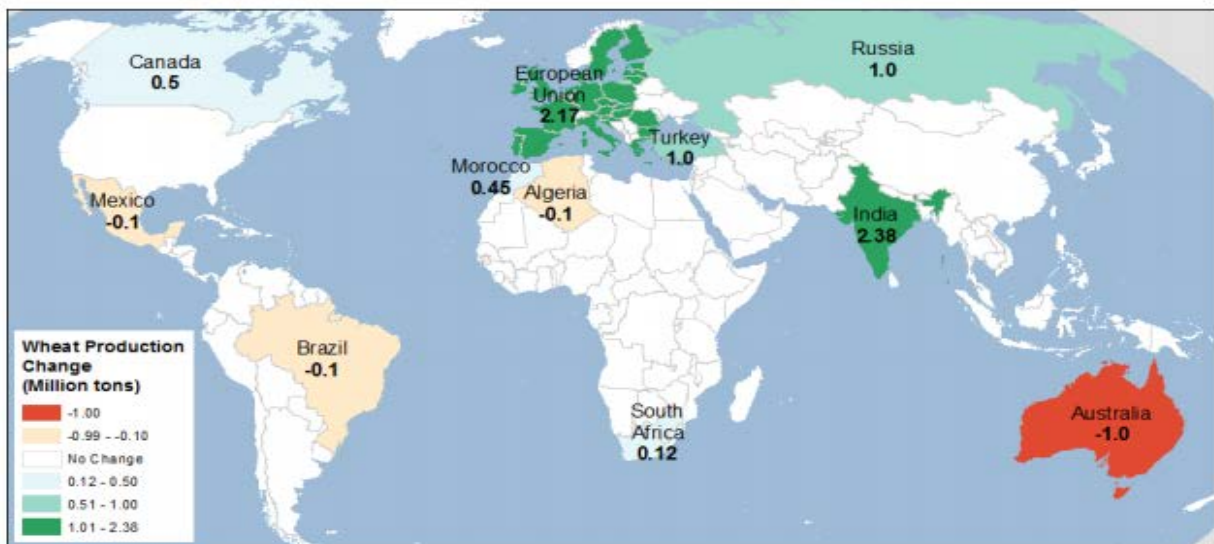 Canada
0.5
Russia
1.0
European
Union
2.17
Turkey
1.0
Morocco
0.45
Algeria
-0.1
Mexico
-0.1
India
2.38
Brazil
-0.1
South
Africa
0.12
Australia
-1.0
Wheat Production
Change
(Million tons)
-1.00
-0.99 - -0.10
No Change
0.12 - 0.50
0.51 - 1.00
1.01 - 2.38